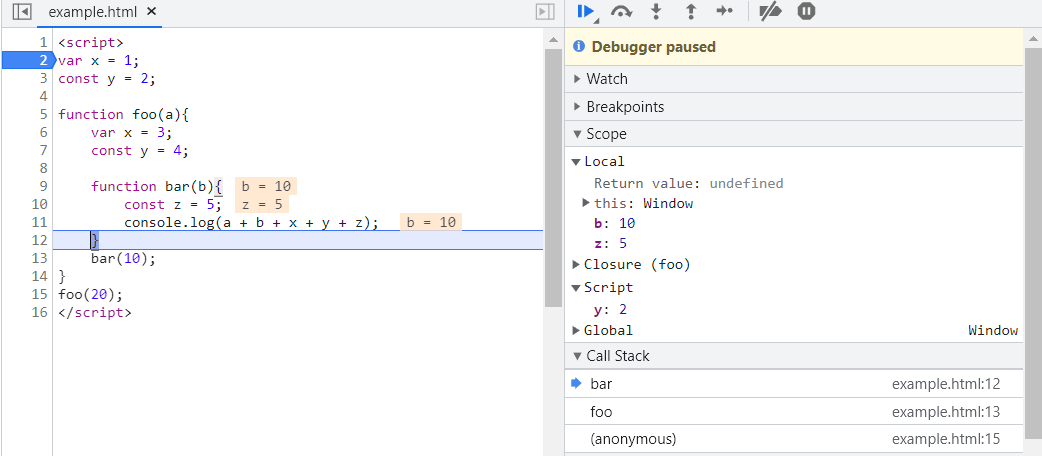 example.html ×
1 <script>
2 var x = 1;
3 const y = 2;
4
5 function foo(a){
6     var x = 3;
7     const y = 4;
8
9     function bar(b){ b = 10
10         const z = 5; z = 5
11         console.log(a + b + x + y + z); b = 10
12     }
13     bar(10);
14 }
15 foo(20);
16 </script>
Debugger paused
Watch
Breakpoints
Scope
Local
Return value: undefined
this: Window
b: 10
z: 5
Closure (foo)
Script
y: 2
Global Window
Call Stack
bar example.html:12
foo example.html:13
(anonymous) example.html:15